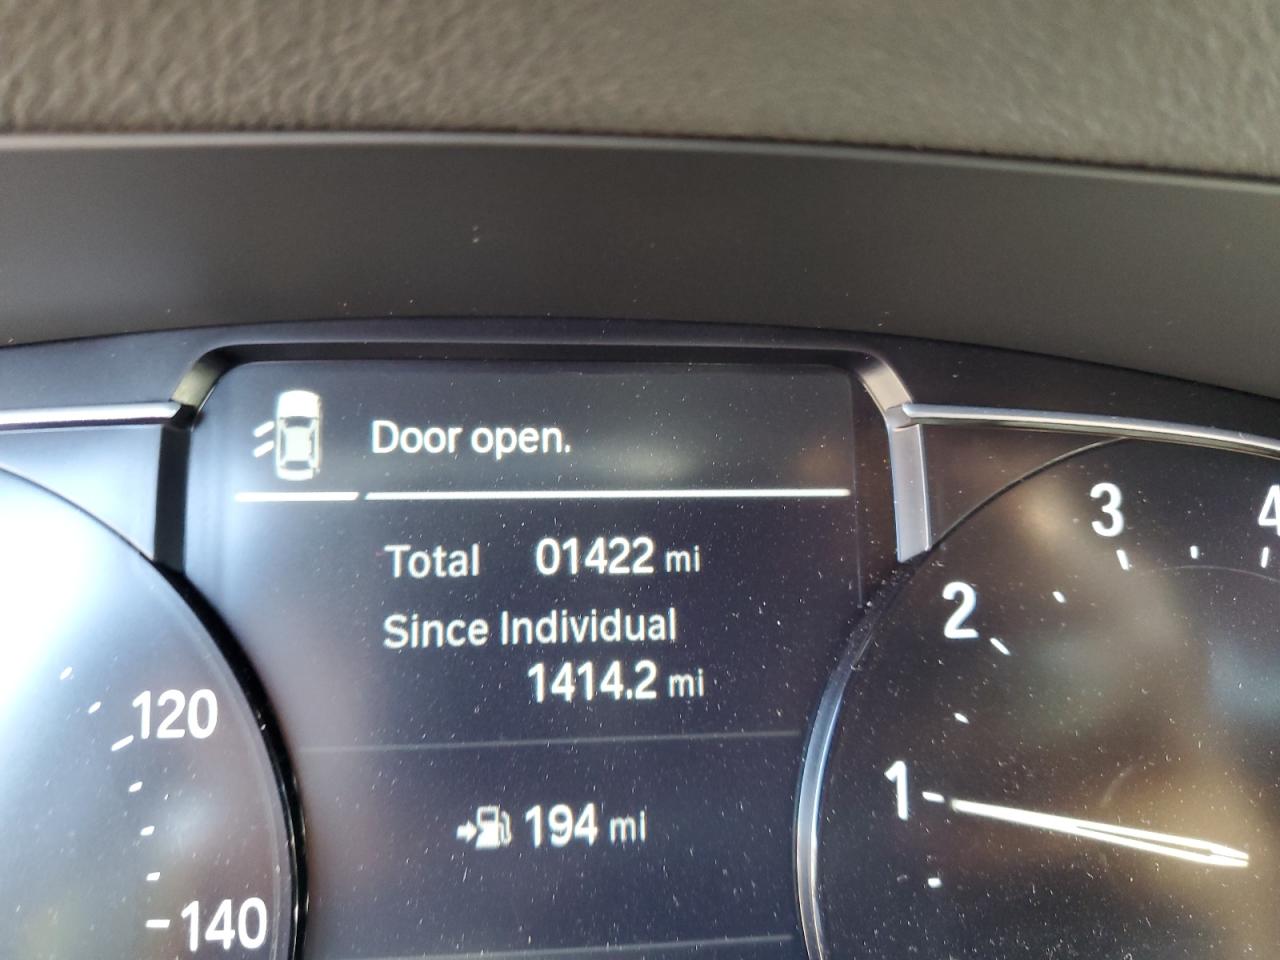 Door open.
Total 01422 mi
Since Individual
1414.2 mi
194 mi
120
140
1
2
3
4